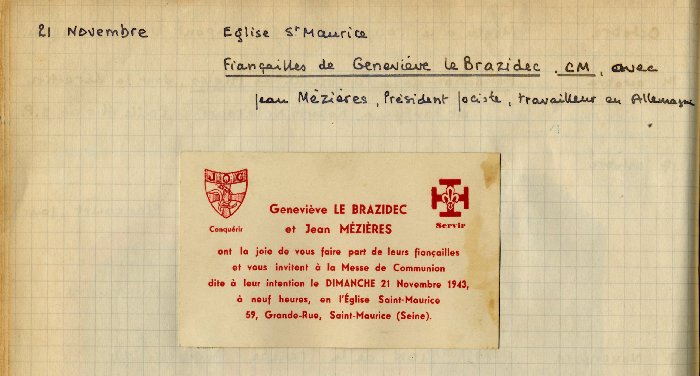 21 Novembre Eglise St Maurice
Fiançailles de Geneviève le Brazidec. CM, avec
Jean Mézières, Président jociste, travailleur en Allemagne
JOC
Conquérir
Servir
Geneviève LE BRAZIDEC
et Jean MÉZIÈRES
ont la joie de vous faire part de leurs fiançailles
et vous invitent à la Messe de Communion
dite à leur intention le DIMANCHE 21 Novembre 1943,
à neuf heures, en l'Église Saint-Maurice
59, Grande-Rue, Saint-Maurice (Seine).